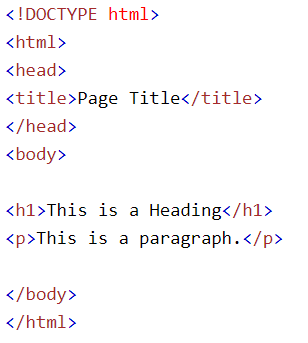 <!DOCTYPE html>
<html>
<head>
<title>Page Title</title>
</head>
<body>

<h1>This is a Heading</h1>
<p>This is a paragraph.</p>

</body>
</html>